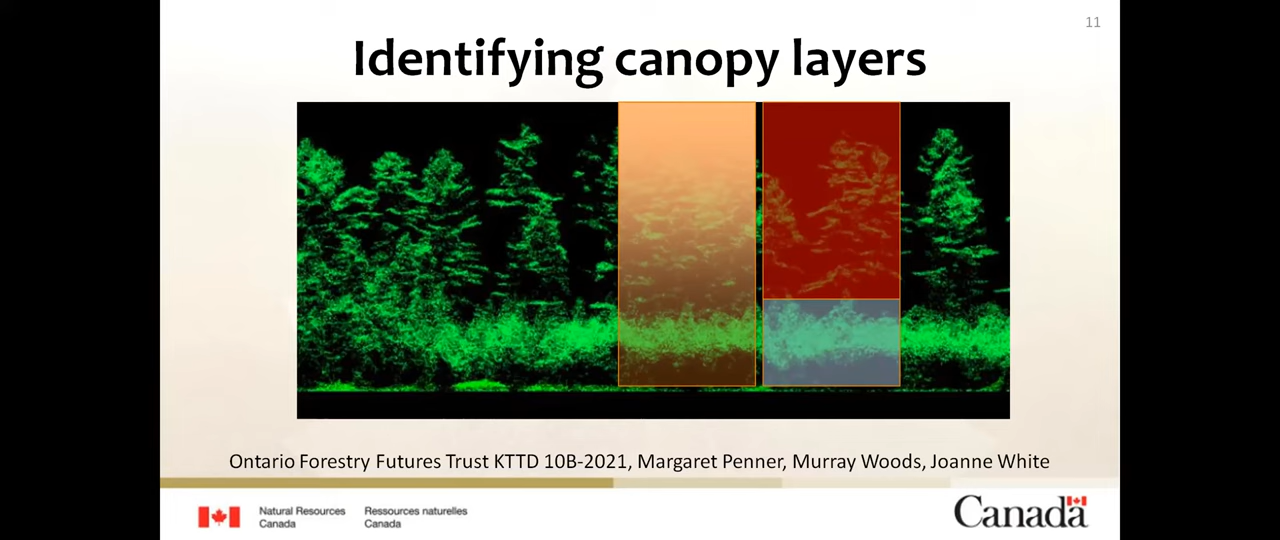 11
Identifying canopy layers
Ontario Forestry Futures Trust KTTD 10B-2021, Margaret Penner, Murray Woods, Joanne White
Natural Resources
Canada
Ressources naturelles
Canada
Canada